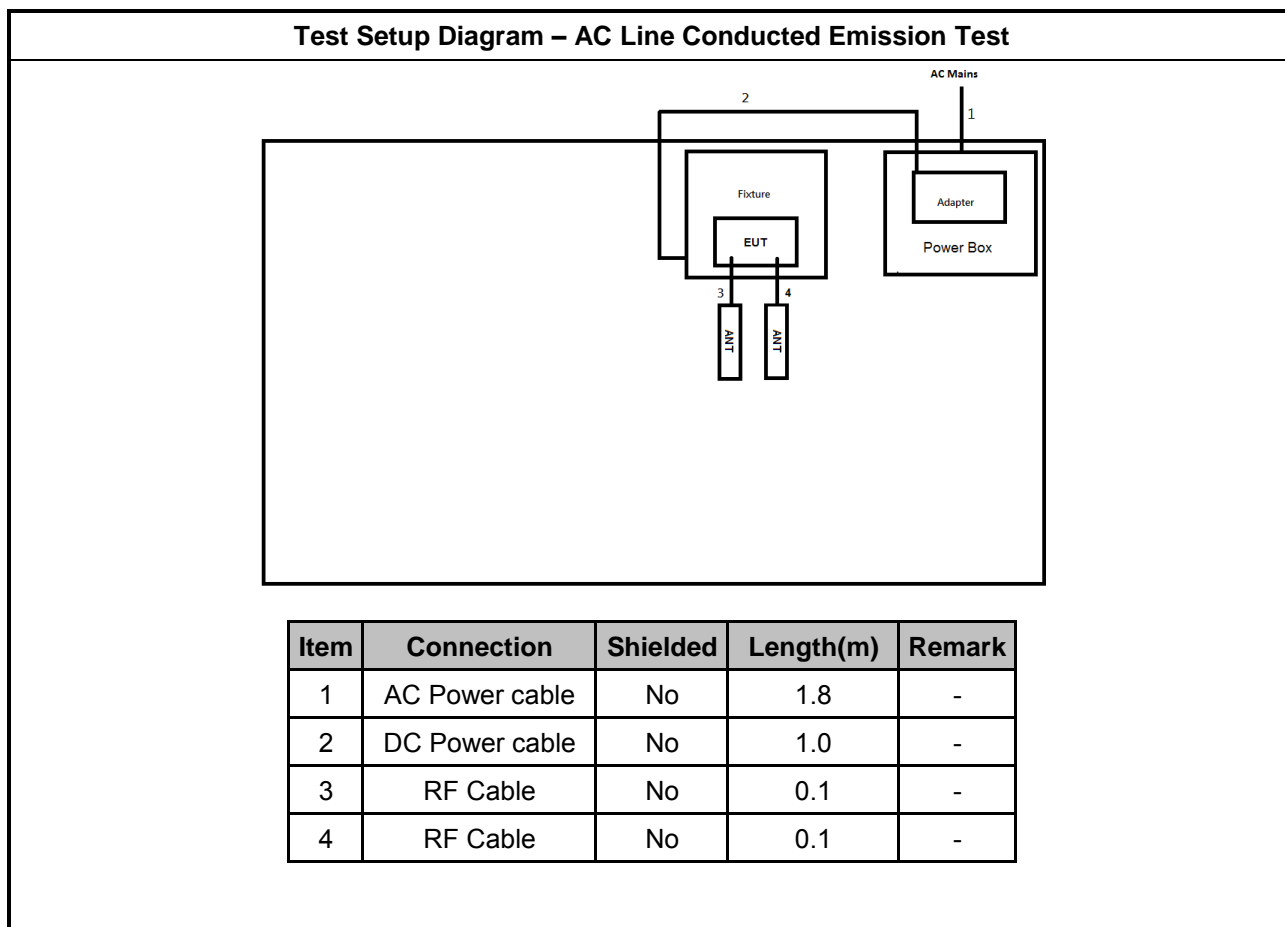 Test Setup Diagram – AC Line Conducted Emission Test
AC Mains
2
1
Fixture
Adapter
EUT
Power Box
3
4
ANT
ANT
Item Connection Shielded Length(m) Remark
1 AC Power cable No 1.8 -
2 DC Power cable No 1.0 -
3 RF Cable No 0.1 -
4 RF Cable No 0.1 -